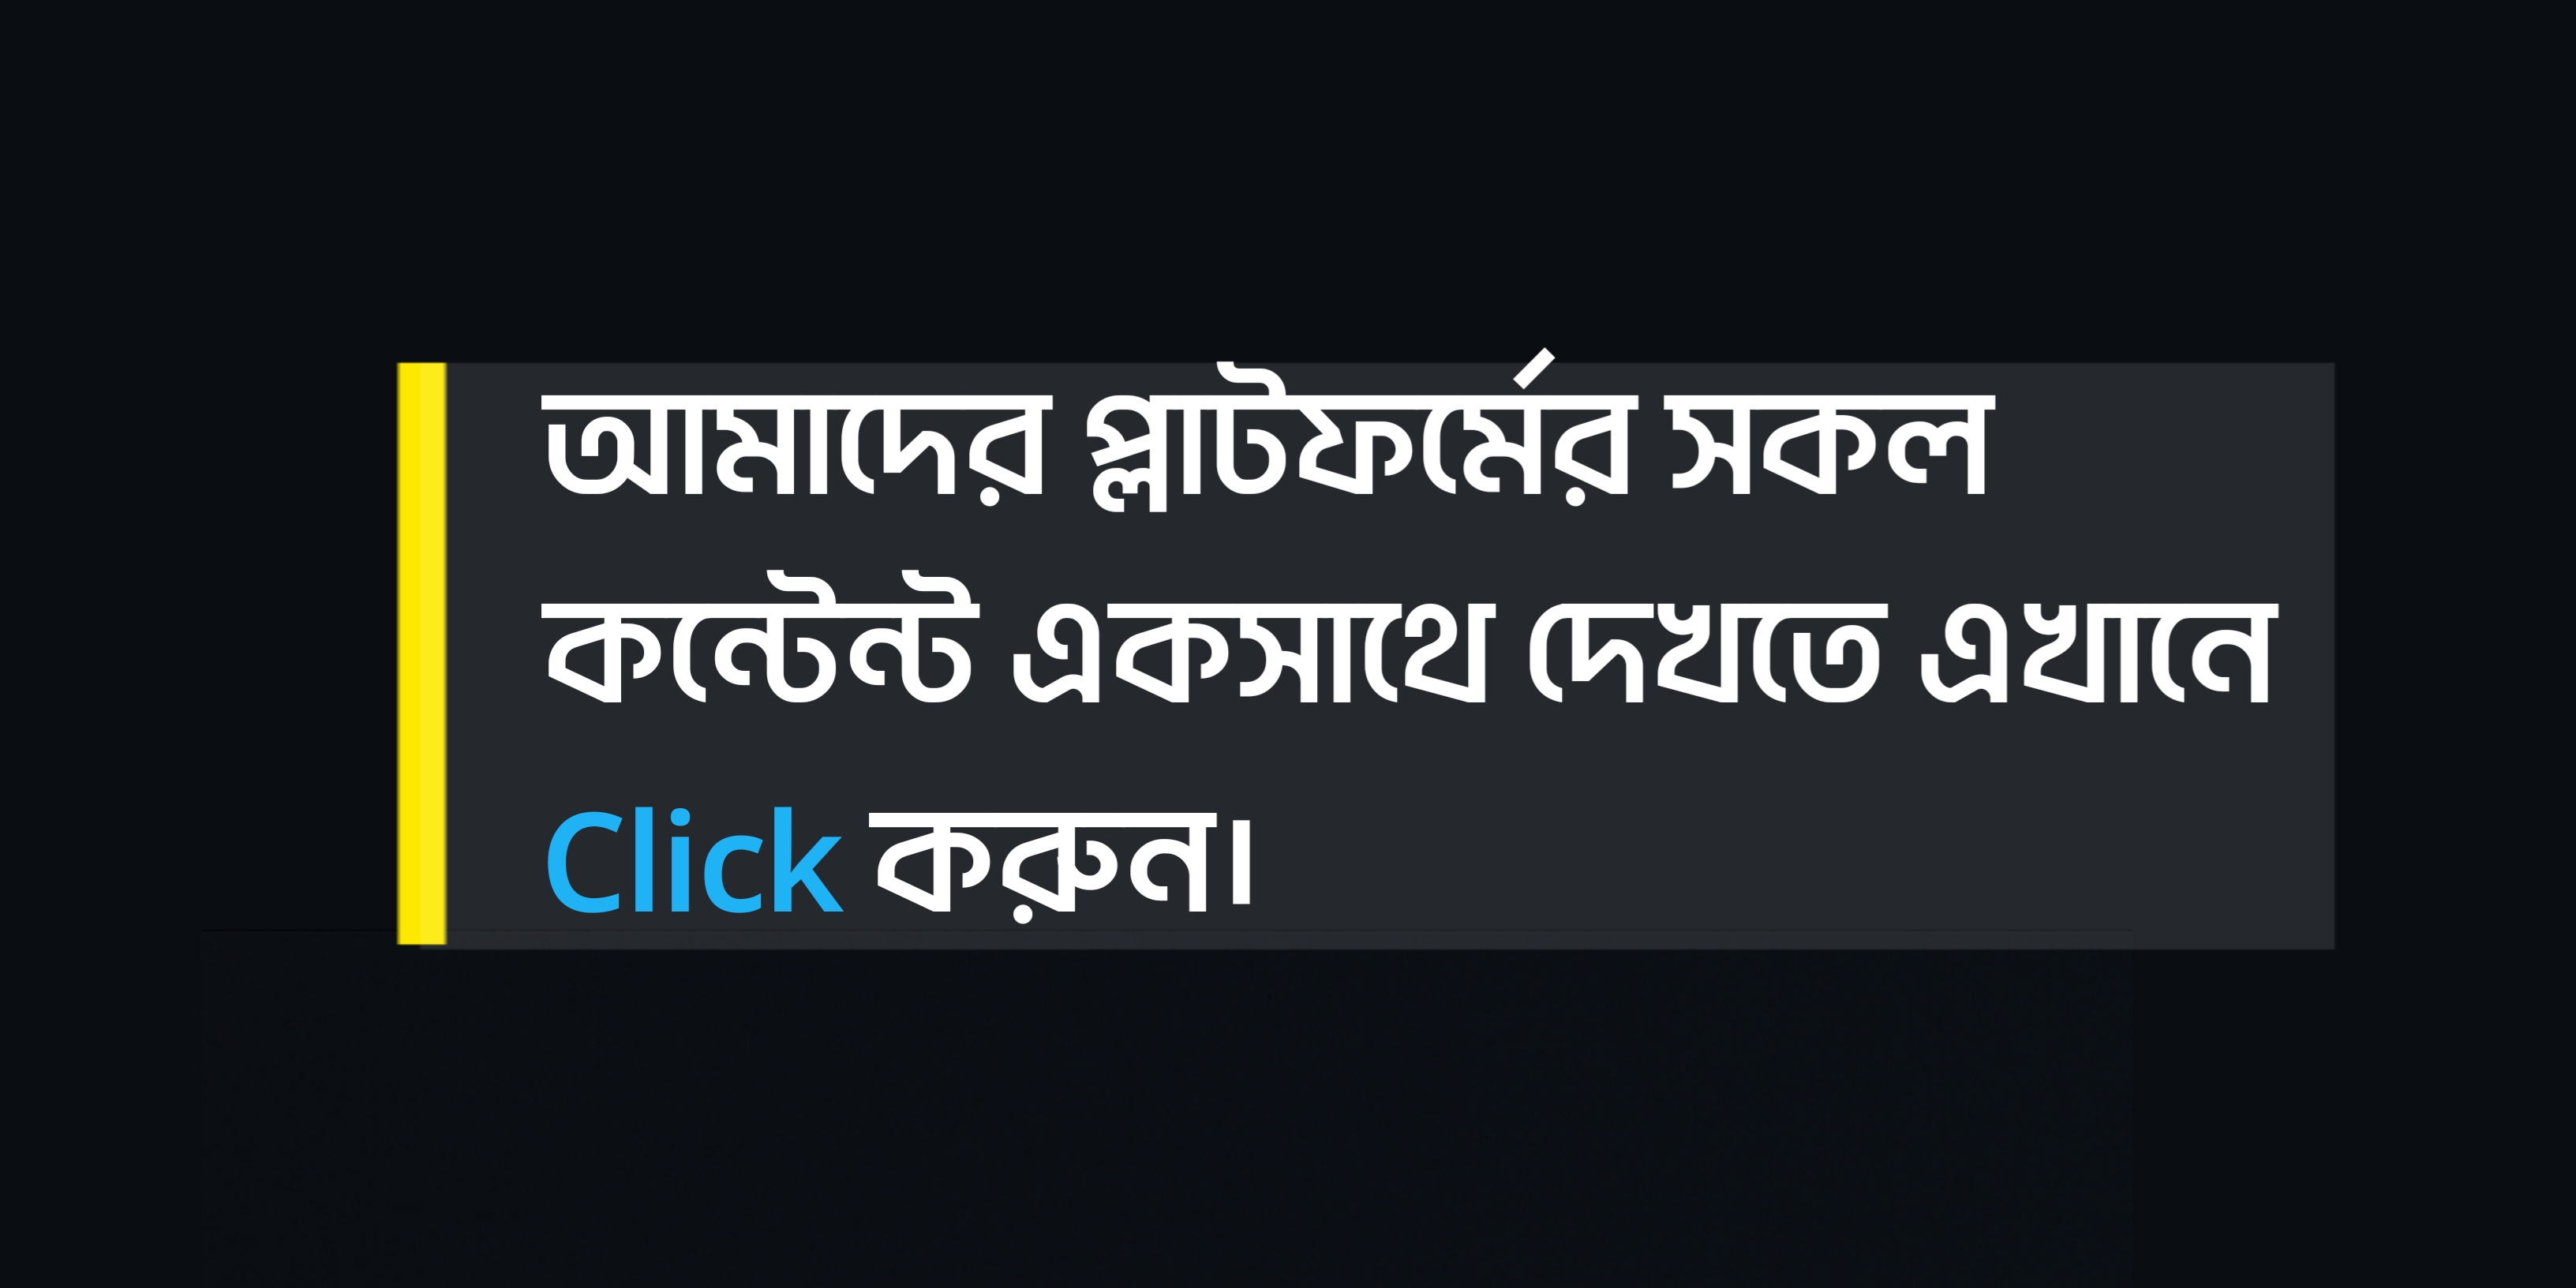 আমাদের প্লাটফর্মের সকল
কন্টেন্ট একসাথে দেখতে এখানে
Click করুন।